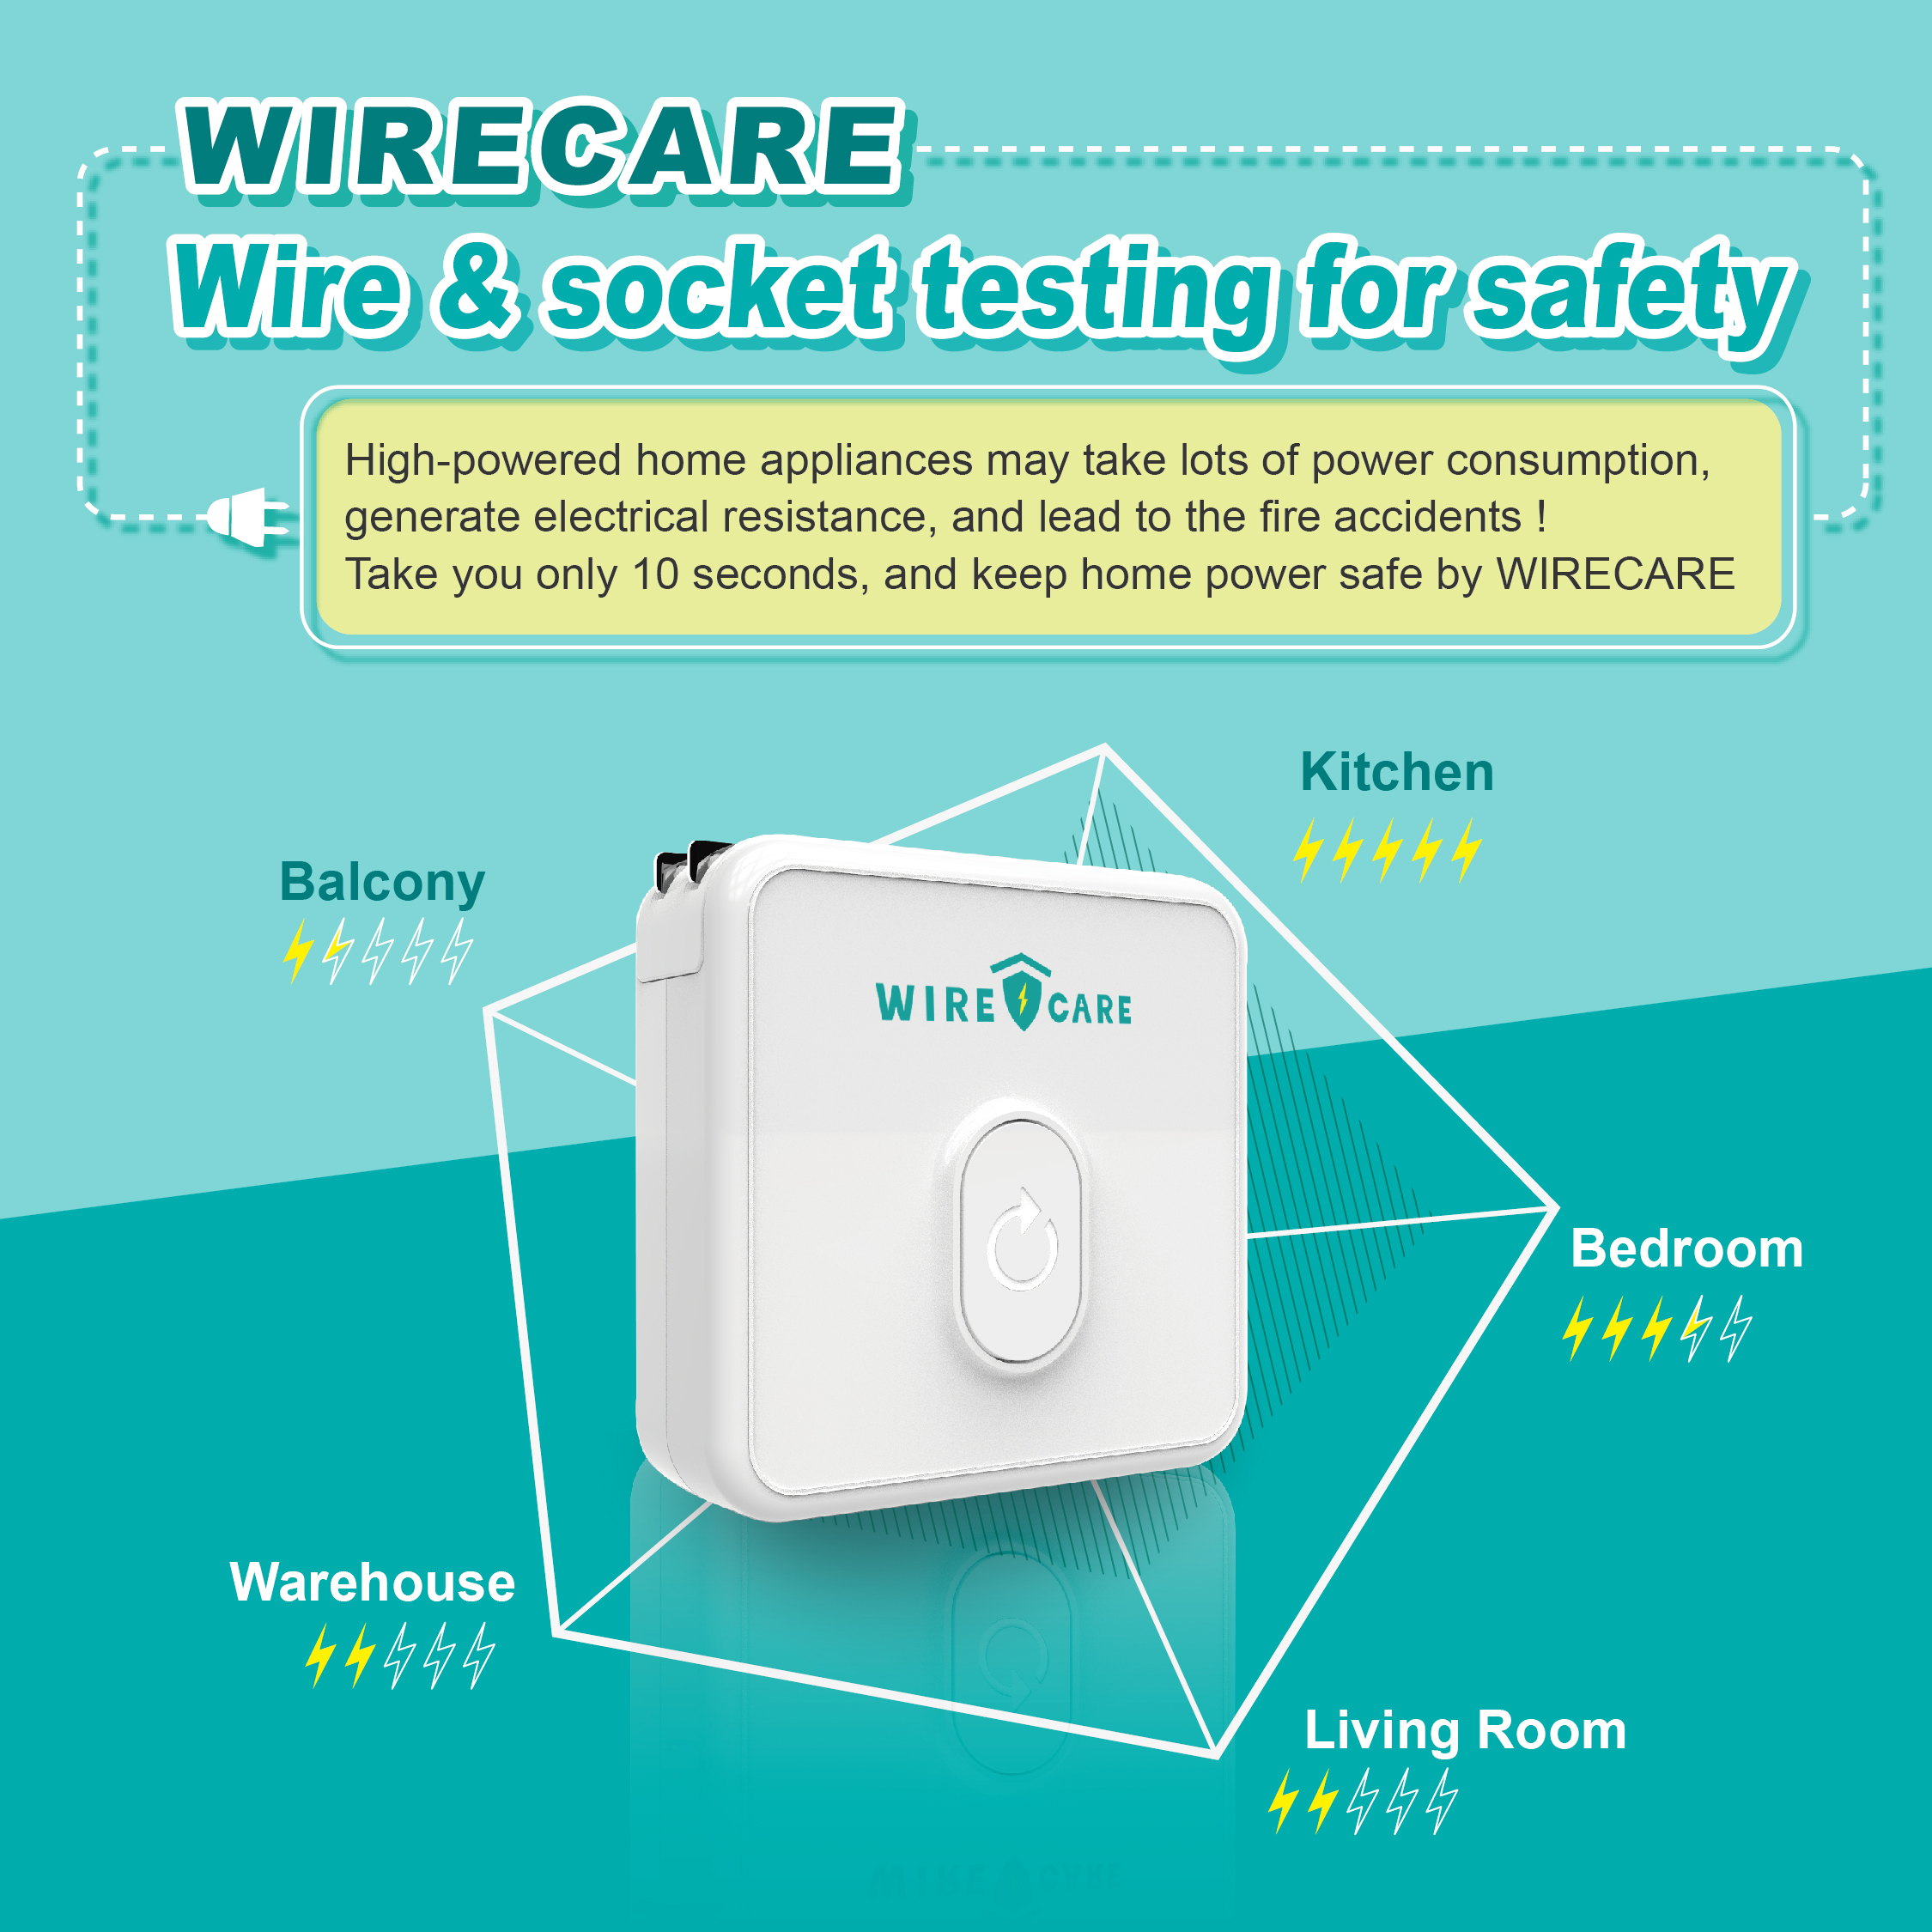 WIRECARE
Wire & socket testing for safety
High-powered home appliances may take lots of power consumption,
generate electrical resistance, and lead to the fire accidents !
Take you only 10 seconds, and keep home power safe by WIRECARE
Kitchen
Balcony
WIRE CARE
Bedroom
Warehouse
Living Room